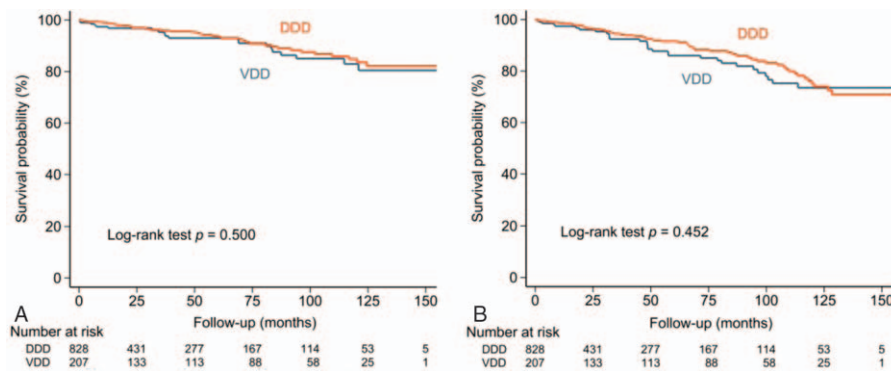 100
80
60
40
20
0
Survival probability (%)
DDD
VDD
Log-rank test p = 0.500
0 25 50 75 100 125 150
A
Follow-up (months)
Number at risk
DDD 828 431 277 167 114 53 5
VDD 207 133 113 88 58 25 1
100
80
60
40
20
0
Survival probability (%)
DDD
VDD
Log-rank test p = 0.452
0 25 50 75 100 125 150
B
Follow-up (months)
Number at risk
DDD 828 431 277 167 114 53 5
VDD 207 133 113 88 58 25 1